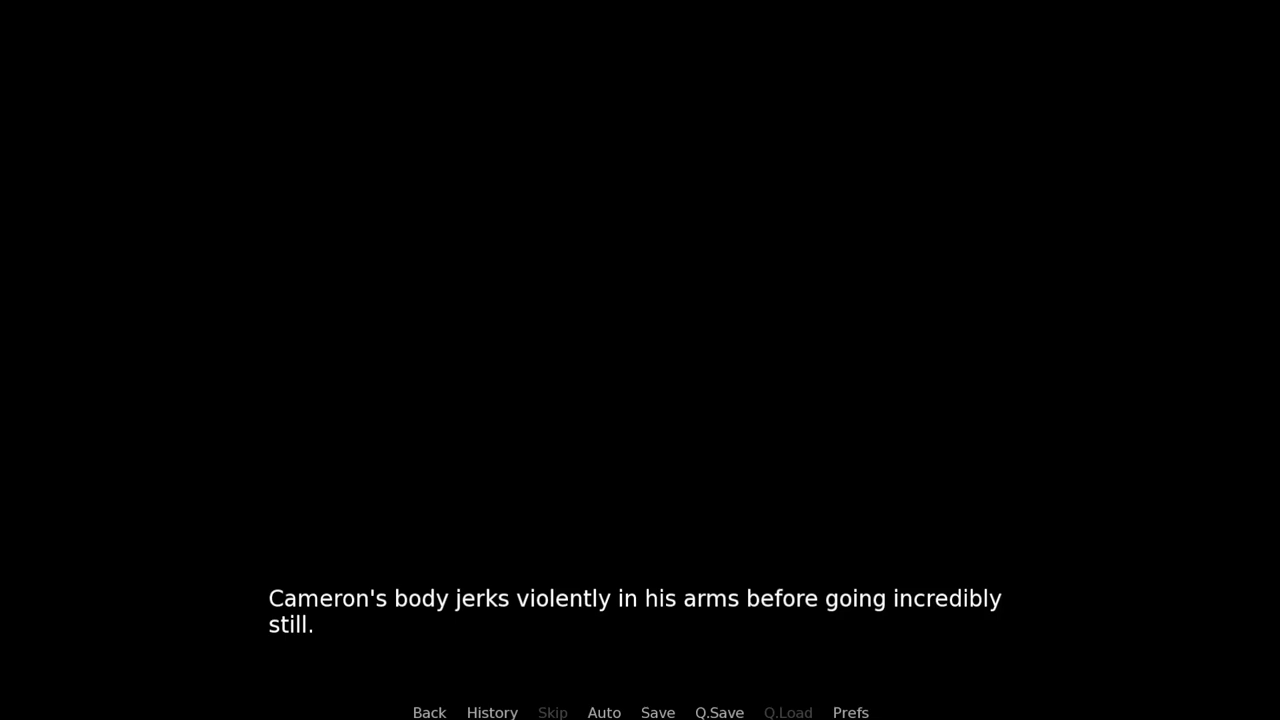 Cameron's body jerks violently in his arms before going incredibly
still.
Back History Skip Auto Save Q.Save Q.Load Prefs